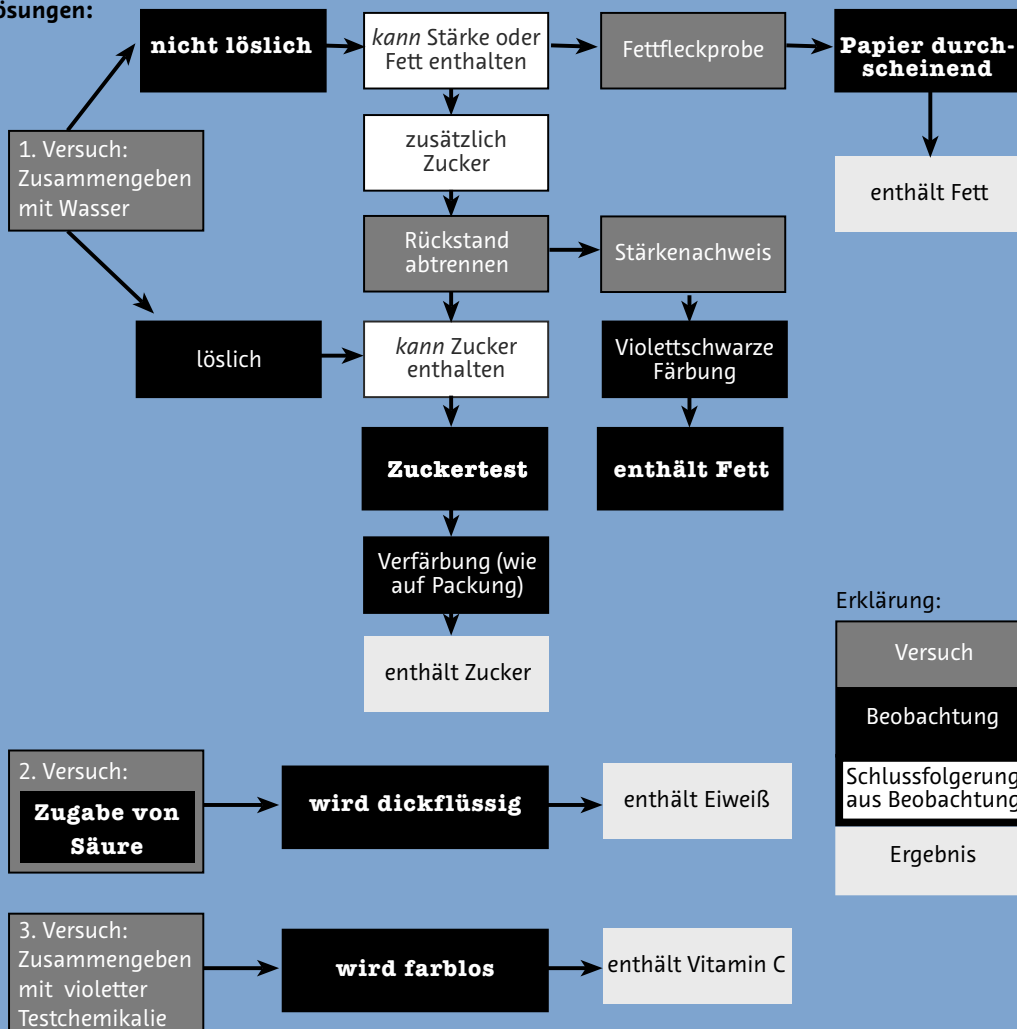 ösungen:
nicht löslich
kann Stärke oder
Fett enthalten
Fettfleckprobe
Papier durch-
scheinend
1. Versuch:
Zusammengeben
mit Wasser
zusätzlich
Zucker
enthält Fett
Rückstand
abtrennen
Stärkenachweis
löslich
kann Zucker
enthalten
Violettschwarze
Färbung
Zuckertest
enthält Fett
Verfärbung (wie
auf Packung)
enthält Zucker
Erklärung:
Versuch
Beobachtung
Schlussfolgerung
aus Beobachtung
Ergebnis
2. Versuch:
Zugabe von
Säure
wird dickflüssig
enthält Eiweiß
3. Versuch:
Zusammengeben
mit violetter
Testchemikalie
wird farblos
enthält Vitamin C